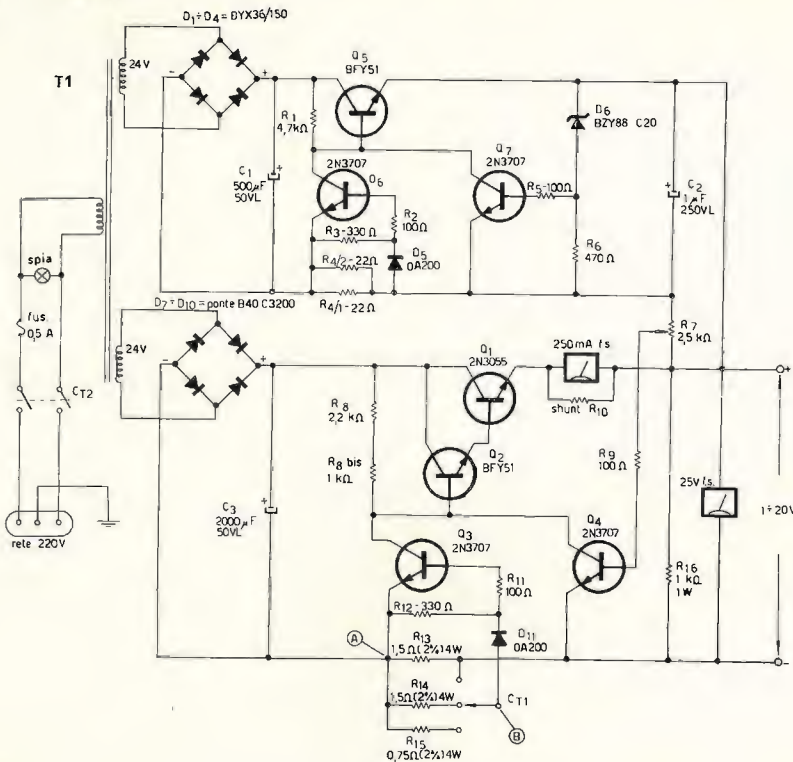 D1 ÷ D4 = BYX36/150
T1
24V
Q5
BFY51
R1
4,7kΩ
D6
BZY88 C20
C1
500µF
50VL
2N3707
Q6
Q7
2N3707
R5-100Ω
C2
1µF
250VL
R2
100Ω
R3-330Ω
D5
OA200
R6
470Ω
R4/2-22Ω
R4/1-22Ω
spia
fus.
0,5 A
CT2
rete 220V
D7 ÷ D10 = ponte B40 C3200
24V
R7
2,5 kΩ
Q1
2N3055
250mA f.s.
shunt R10
R8
2,2 kΩ
Q2
BFY51
R8 bis
1 kΩ
R9
100Ω
25V f.s.
1÷20V
C3
2000µF
50VL
Q3
2N3707
Q4
2N3707
R11
100Ω
R16
1 kΩ
1W
R12-330Ω
D11
OA200
A
R13
1,5Ω(2%)4W
R14
1,5Ω(2%)4W
CT1
B
R15
0,75Ω(2%)4W